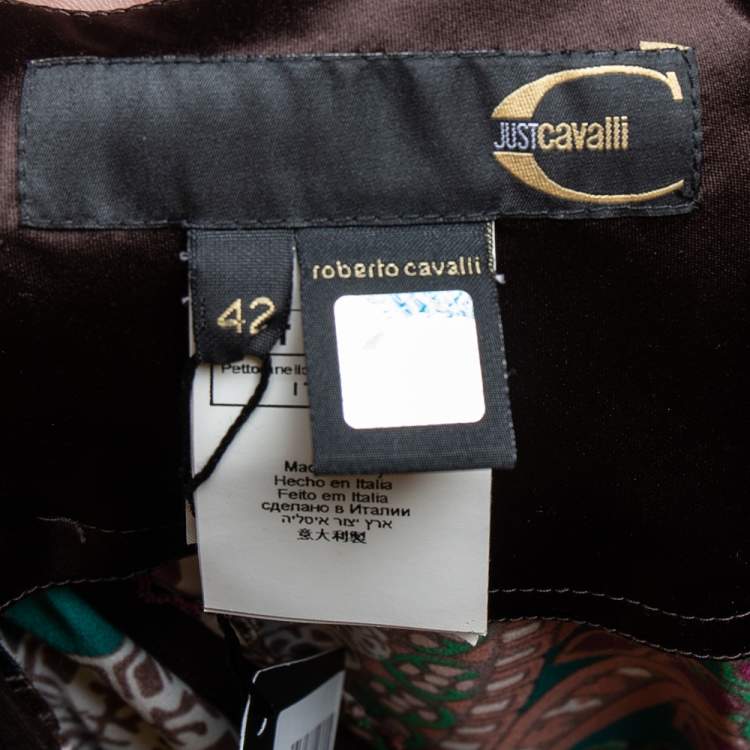 JUSTcavalli
roberto cavalli
42
Hecho en Italia
Feito em Italia
сделано в Италии
ארץ יצור איטליה
意大利製